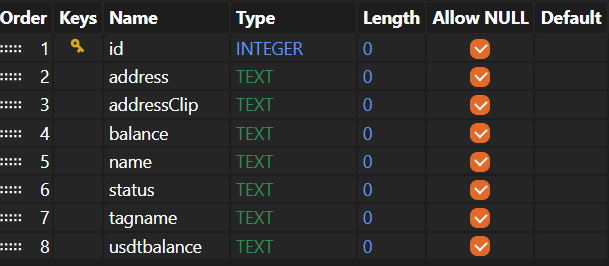 Order Keys Name Type Length Allow NULL Default
1 id INTEGER 0
2 address TEXT 0
3 addressClip TEXT 0
4 balance TEXT 0
5 name TEXT 0
6 status TEXT 0
7 tagname TEXT 0
8 usdtbalance TEXT 0